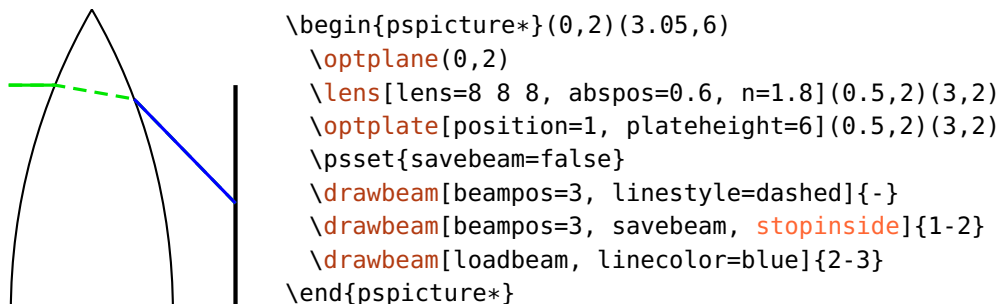 \begin{pspicture*}(0,2)(3.05,6)
\optplane(0,2)
\lens[lens=8 8 8, abspos=0.6, n=1.8](0.5,2)(3,2)
\optplate[position=1, plateheight=6](0.5,2)(3,2)
\psset{savebeam=false}
\drawbeam[beampos=3, linestyle=dashed]{-}
\drawbeam[beampos=3, savebeam, stopinside]{1-2}
\drawbeam[loadbeam, linecolor=blue]{2-3}
\end{pspicture*}